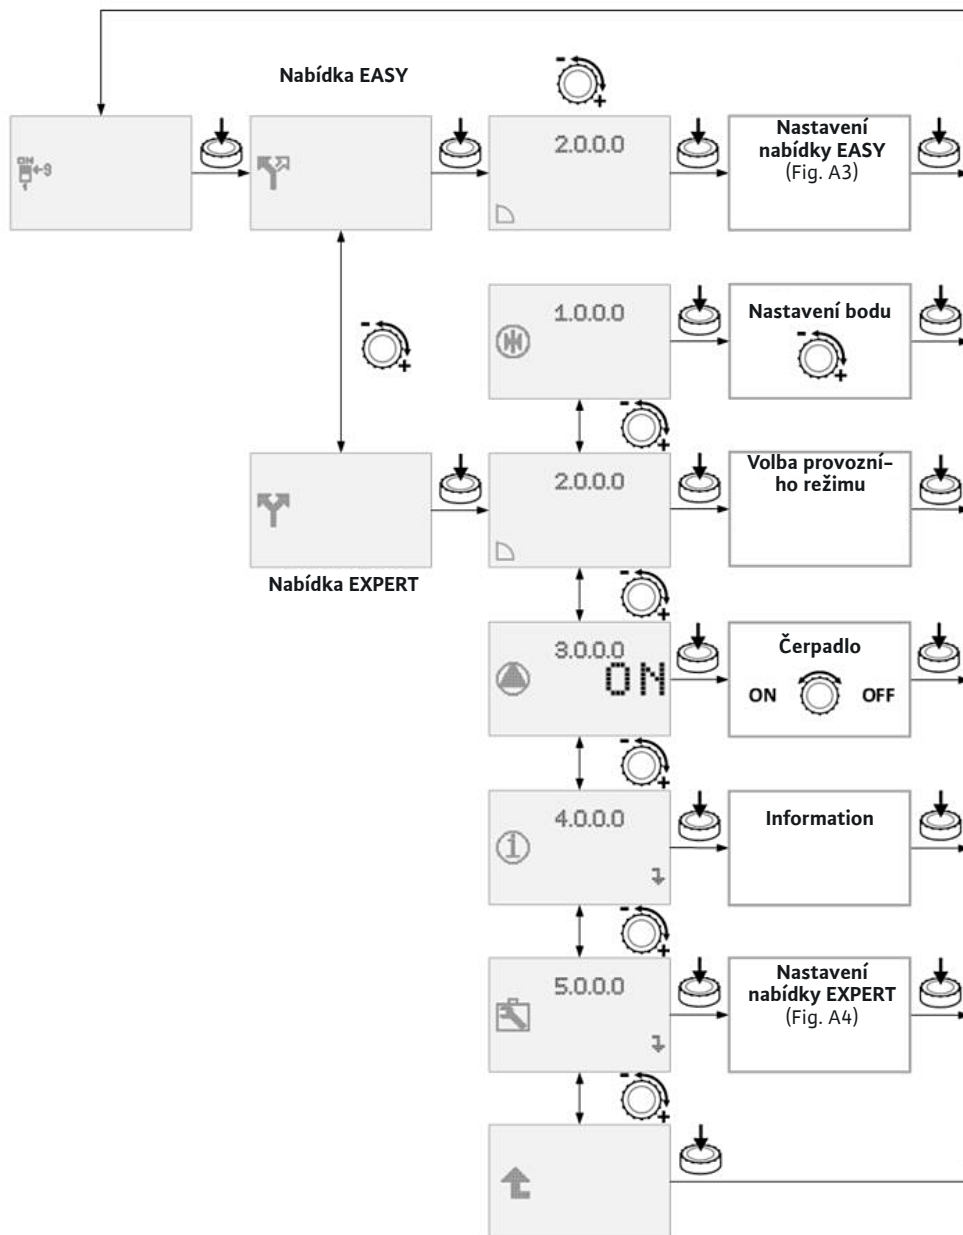 Nabídka EASY
- +
ON
1
2.0.0.0
Nastavení
nabídky EASY
(Fig. A3)
- +
1.0.0.0
Nastavení bodu
- +
- +
2.0.0.0
Volba provozní-
ho režimu
Nabídka EXPERT
- +
3.0.0.0
ON
Čerpadlo
ON OFF
- +
4.0.0.0
i
Information
- +
5.0.0.0
Nastavení
nabídky EXPERT
(Fig. A4)
- +